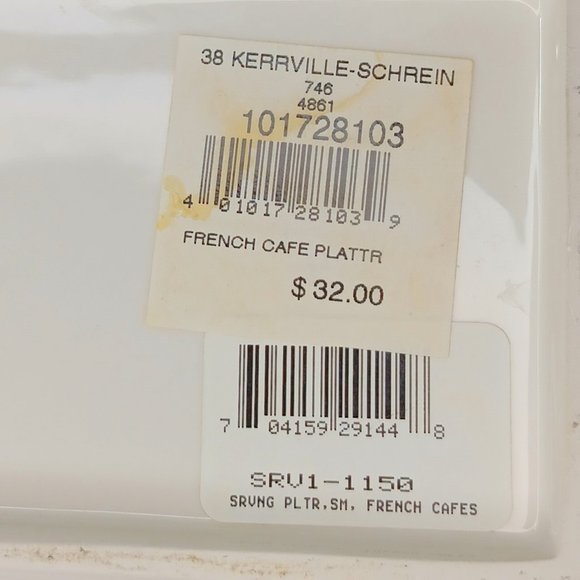 38 KERRVILLE-SCHREIN
746
4861
101728103
4 01017 28103 9
FRENCH CAFE PLATTR
$32.00
7 04159 29144 8
SRV1-1150
SRVNG PLTR,SM, FRENCH CAFES